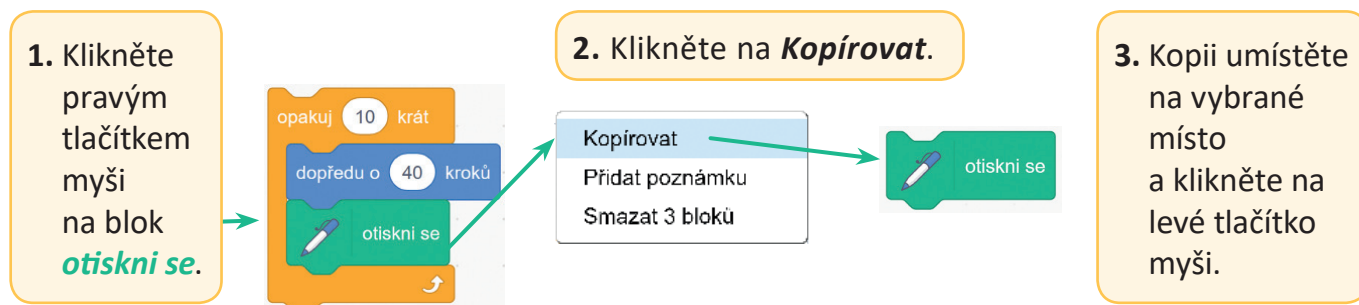 1. Klikněte
pravým
tlačítkem
myši
na blok
otiskni se.
opakuj 10 krát
dopředu o 40 kroků
otiskni se
2. Klikněte na Kopírovat.
Kopírovat
Přidat poznámku
Smazat 3 bloků
otiskni se
3. Kopii umístěte
na vybrané
místo
a klikněte na
levé tlačítko
myši.